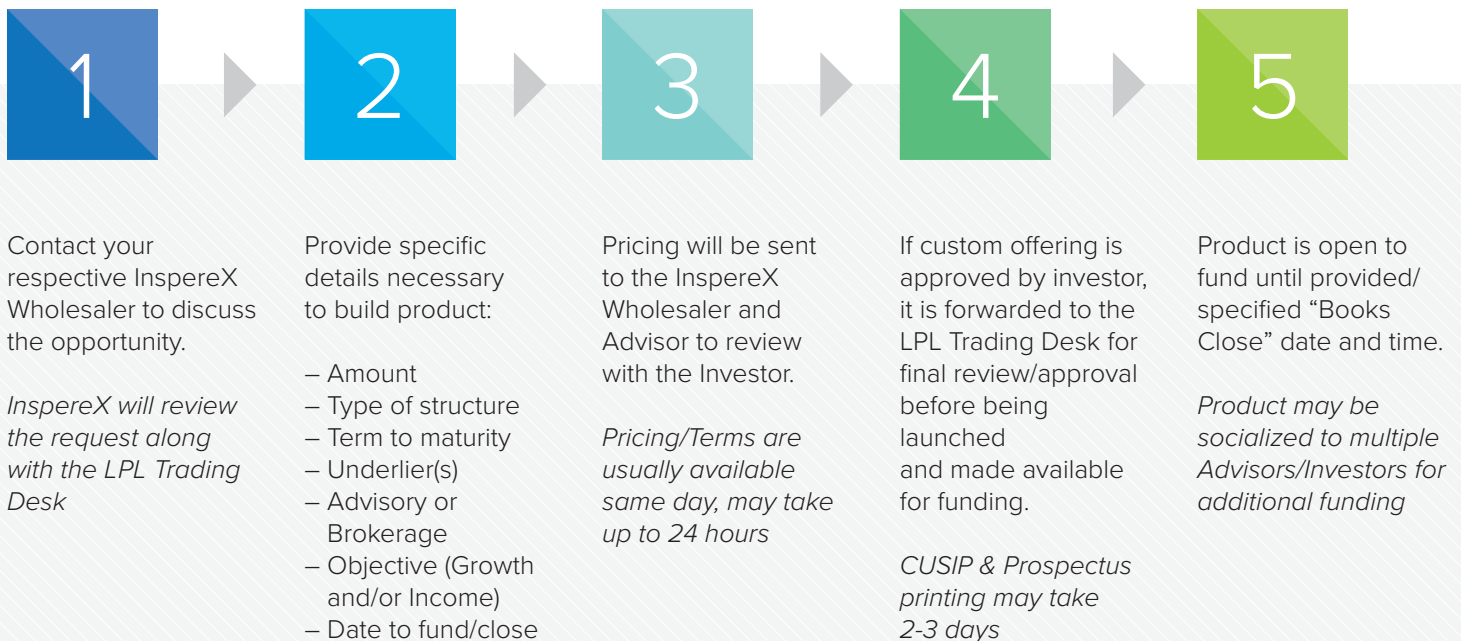 1
2
3
4
5
Contact your
respective InspereX
Wholesaler to discuss
the opportunity.
InspereX will review
the request along
with the LPL Trading
Desk
Provide specific
details necessary
to build product:
– Amount
– Type of structure
– Term to maturity
– Underlier(s)
– Advisory or
Brokerage
– Objective (Growth
and/or Income)
– Date to fund/close
Pricing will be sent
to the InspereX
Wholesaler and
Advisor to review
with the Investor.
Pricing/Terms are
usually available
same day, may take
up to 24 hours
If custom offering is
approved by investor,
it is forwarded to the
LPL Trading Desk for
final review/approval
before being
launched
and made available
for funding.
CUSIP & Prospectus
printing may take
2-3 days
Product is open to
fund until provided/
specified “Books
Close” date and time.
Product may be
socialized to multiple
Advisors/Investors for
additional funding